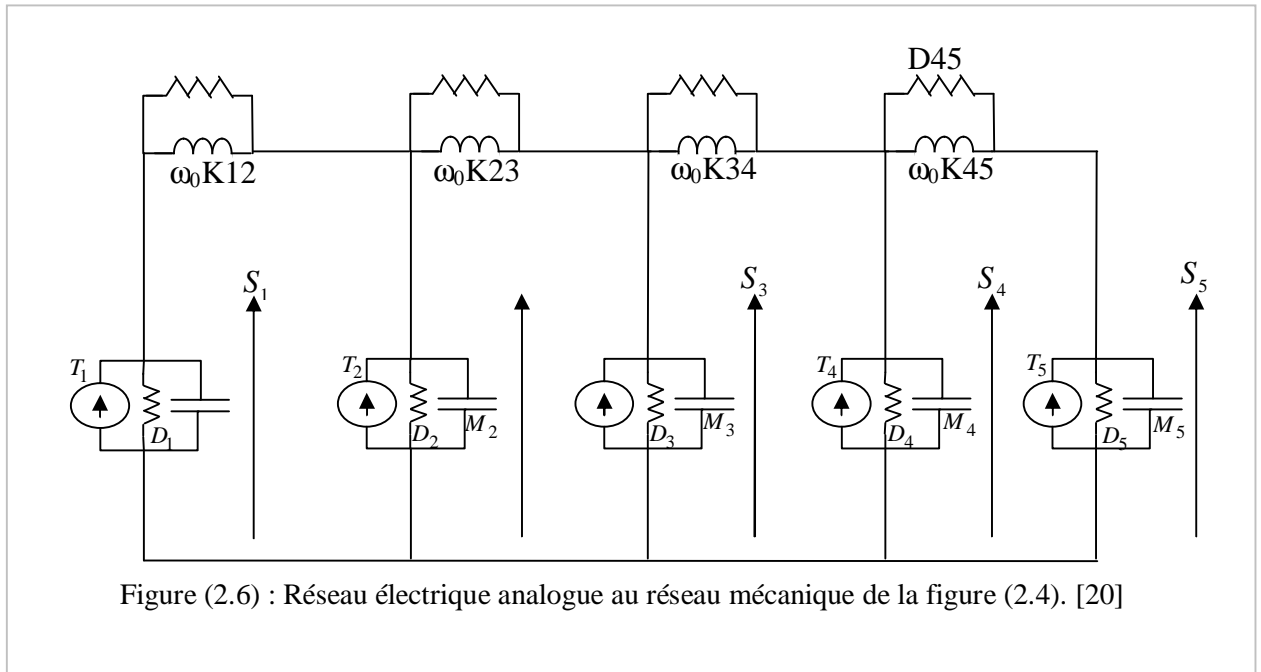 D45
ω₀K12 ω₀K23 ω₀K34 ω₀K45
S₁ S₃ S₄ S₅
T₁ T₂ T₄ T₅
D₁ D₂ M₂ D₃ M₃ D₄ M₄ D₅ M₅
Figure (2.6) : Réseau électrique analogue au réseau mécanique de la figure (2.4). [20]